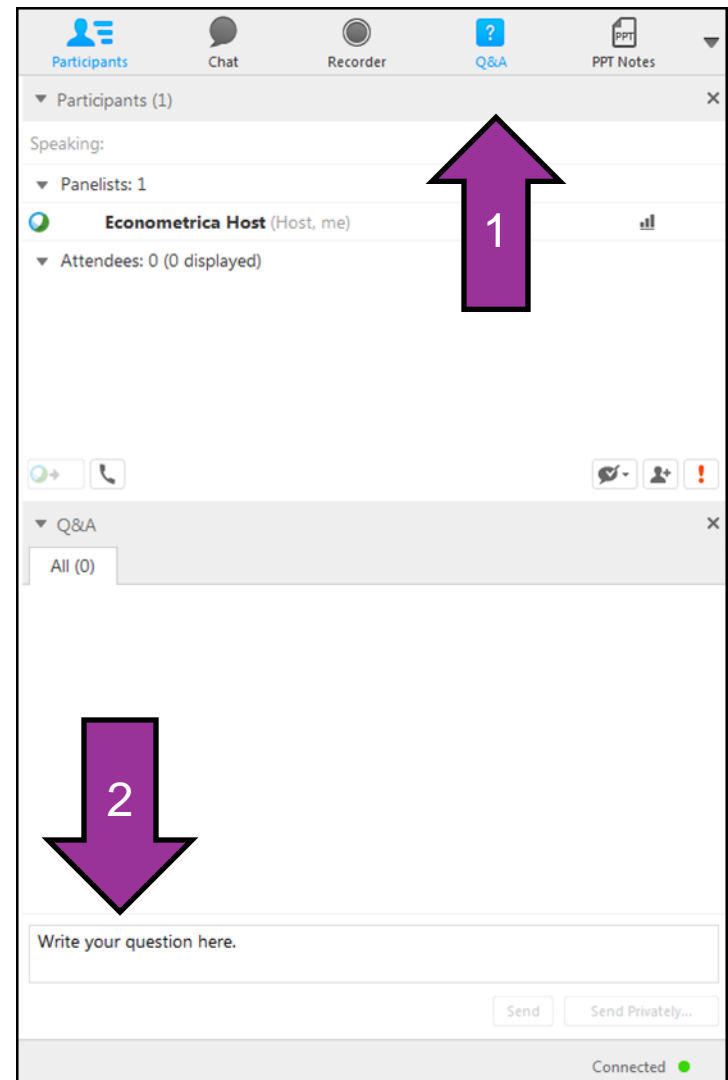 Participants Chat Recorder ? Q&A PPT PPT Notes
Participants (1)
Speaking:
Panelists: 1
Econometrica Host (Host, me)
1
Attendees: 0 (0 displayed)
Q&A
All (0)
2
Write your question here.
Send Send Privately...
Connected